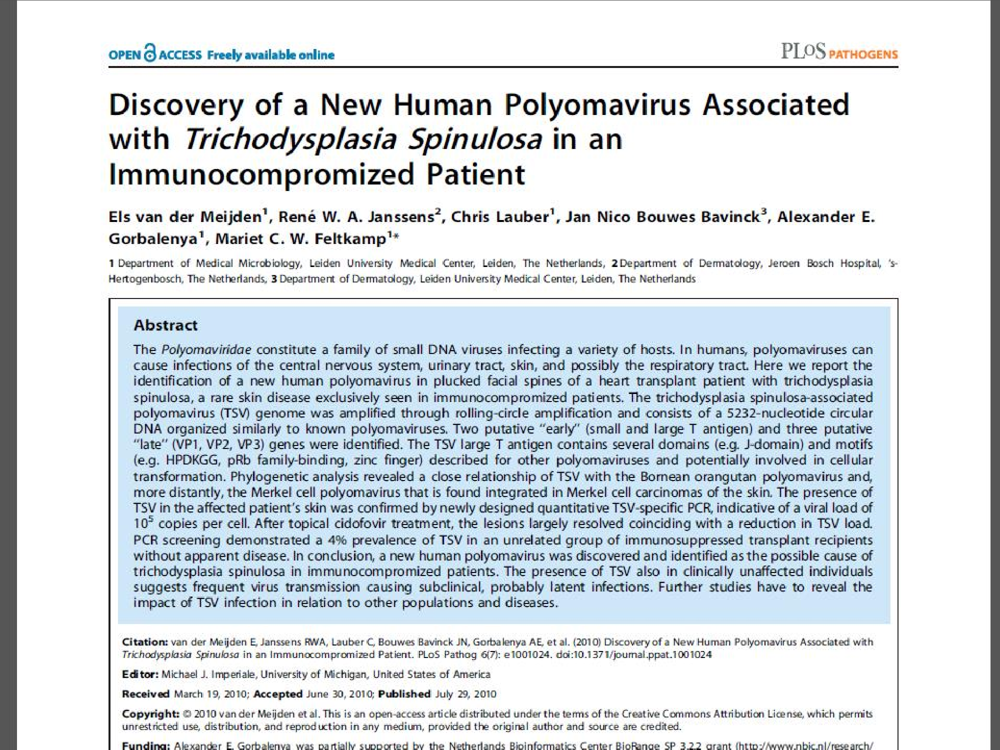 OPEN ACCESS Freely available online
PLoS PATHOGENS
Discovery of a New Human Polyomavirus Associated
with Trichodysplasia Spinulosa in an
Immunocompromized Patient
Els van der Meijden1, René W. A. Janssens2, Chris Lauber1, Jan Nico Bouwes Bavinck3, Alexander E.
Gorbalenya1, Mariet C. W. Feltkamp1*
1 Department of Medical Microbiology, Leiden University Medical Center, Leiden, The Netherlands, 2 Department of Dermatology, Jeroen Bosch Hospital, 's-
Hertogenbosch, The Netherlands, 3 Department of Dermatology, Leiden University Medical Center, Leiden, The Netherlands
Abstract
The Polyomaviridae constitute a family of small DNA viruses infecting a variety of hosts. In humans, polyomaviruses can
cause infections of the central nervous system, urinary tract, skin, and possibly the respiratory tract. Here we report the
identification of a new human polyomavirus in plucked facial spines of a heart transplant patient with trichodysplasia
spinulosa, a rare skin disease exclusively seen in immunocompromized patients. The trichodysplasia spinulosa-associated
polyomavirus (TSV) genome was amplified through rolling-circle amplification and consists of a 5232-nucleotide circular
DNA organized similarly to known polyomaviruses. Two putative "early" (small and large T antigen) and three putative
"late" (VP1, VP2, VP3) genes were identified. The TSV large T antigen contains several domains (e.g. J-domain) and motifs
(e.g. HPDKGG, pRb family-binding, zinc finger) described for other polyomaviruses and potentially involved in cellular
transformation. Phylogenetic analysis revealed a close relationship of TSV with the Bornean orangutan polyomavirus and,
more distantly, the Merkel cell polyomavirus that is found integrated in Merkel cell carcinomas of the skin. The presence of
TSV in the affected patient's skin was confirmed by newly designed quantitative TSV-specific PCR, indicative of a viral load of
10^5 copies per cell. After topical cidofovir treatment, the lesions largely resolved coinciding with a reduction in TSV load.
PCR screening demonstrated a 4% prevalence of TSV in an unrelated group of immunosuppressed transplant recipients
without apparent disease. In conclusion, a new human polyomavirus was discovered and identified as the possible cause of
trichodysplasia spinulosa in immunocompromized patients. The presence of TSV also in clinically unaffected individuals
suggests frequent virus transmission causing subclinical, probably latent infections. Further studies have to reveal the
impact of TSV infection in relation to other populations and diseases.
Citation: van der Meijden E, Janssens RWA, Lauber C, Bouwes Bavinck JN, Gorbalenya AE, et al. (2010) Discovery of a New Human Polyomavirus Associated with
Trichodysplasia Spinulosa in an Immunocompromized Patient. PLoS Pathog 6(7): e1001024. doi:10.1371/journal.ppat.1001024
Editor: Michael J. Imperiale, University of Michigan, United States of America
Received March 19, 2010; Accepted June 30, 2010; Published July 29, 2010
Copyright: © 2010 van der Meijden et al. This is an open-access article distributed under the terms of the Creative Commons Attribution License, which permits
unrestricted use, distribution, and reproduction in any medium, provided the original author and source are credited.
Funding: Alexander E. Gorbalenya was partially supported by the Netherlands Bioinformatics Center BioRange SP 3.2.2 grant (http://www.nbic.nl/research/